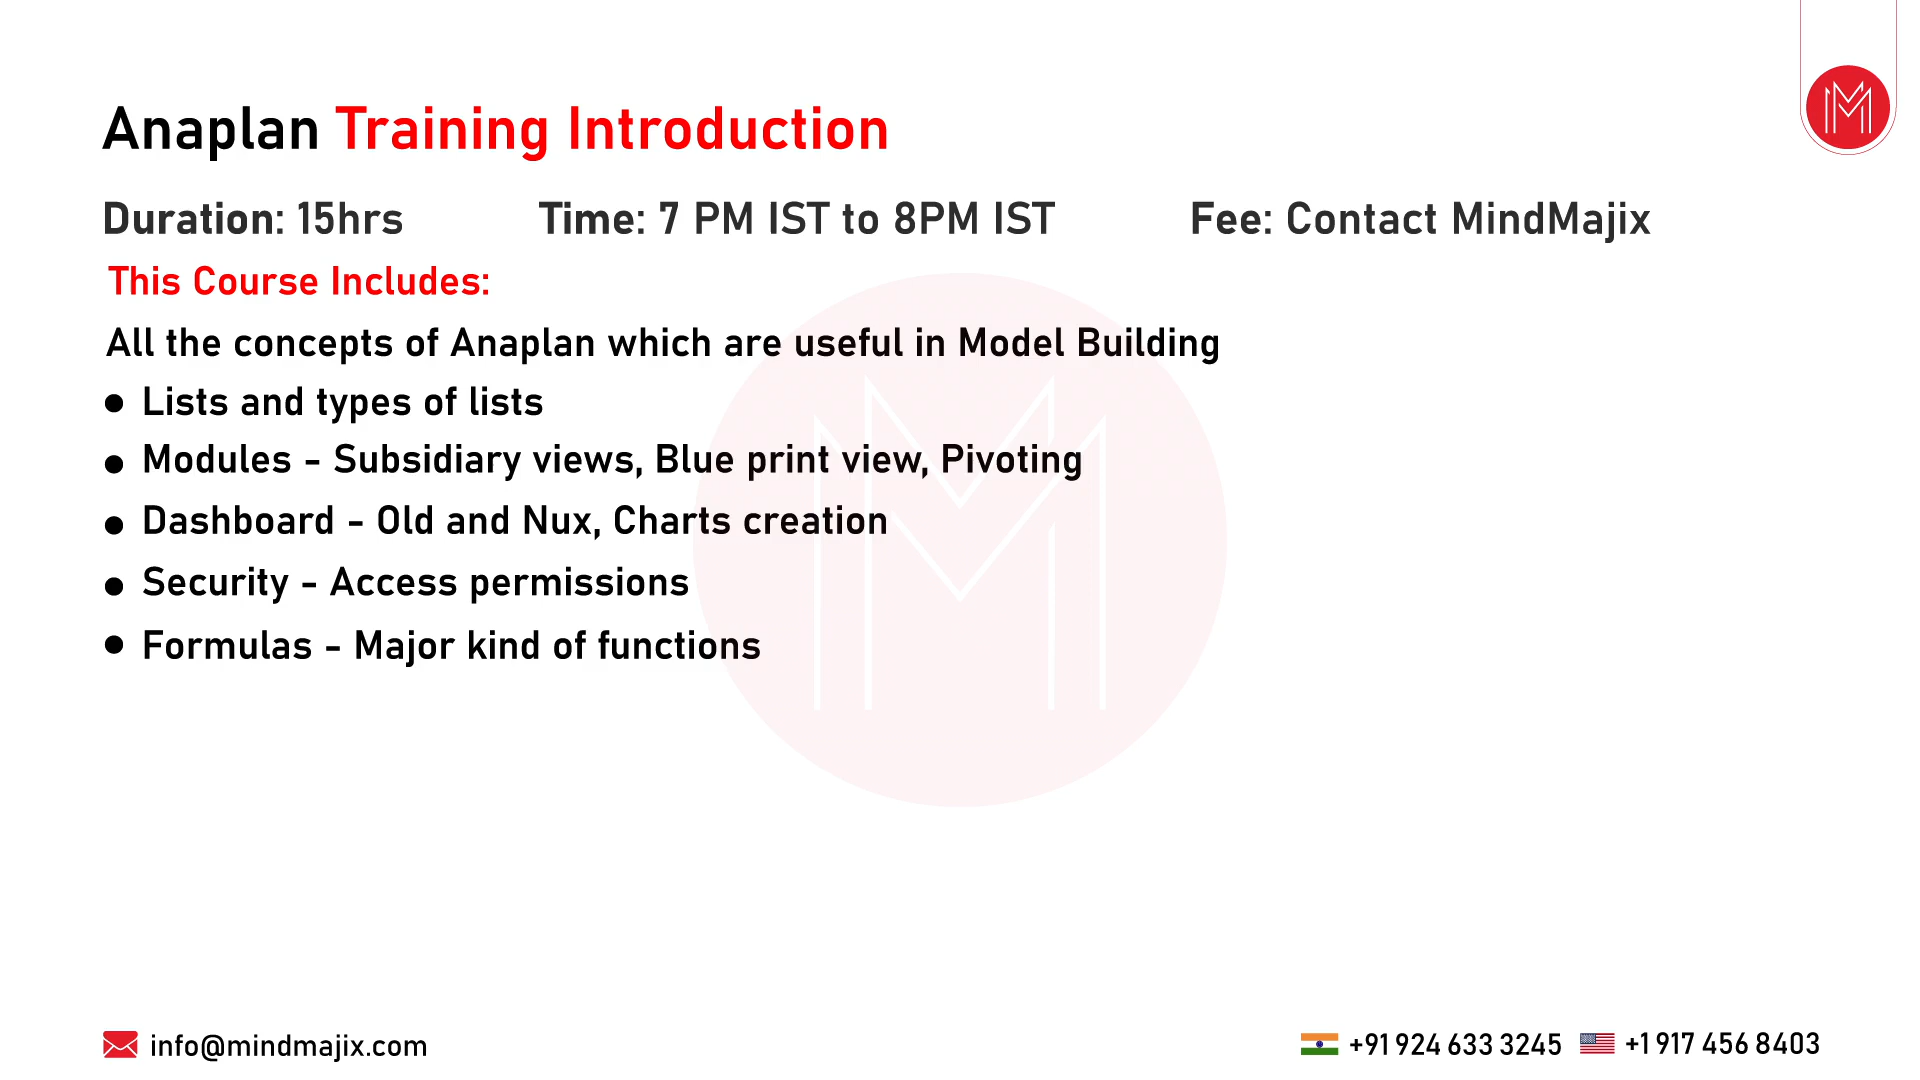 Anaplan Training Introduction
Duration: 15hrs Time: 7 PM IST to 8PM IST Fee: Contact MindMajix
This Course Includes:
All the concepts of Anaplan which are useful in Model Building
● Lists and types of lists
● Modules - Subsidiary views, Blue print view, Pivoting
● Dashboard - Old and Nux, Charts creation
● Security - Access permissions
● Formulas - Major kind of functions
info@mindmajix.com +91 924 633 3245 +1 917 456 8403